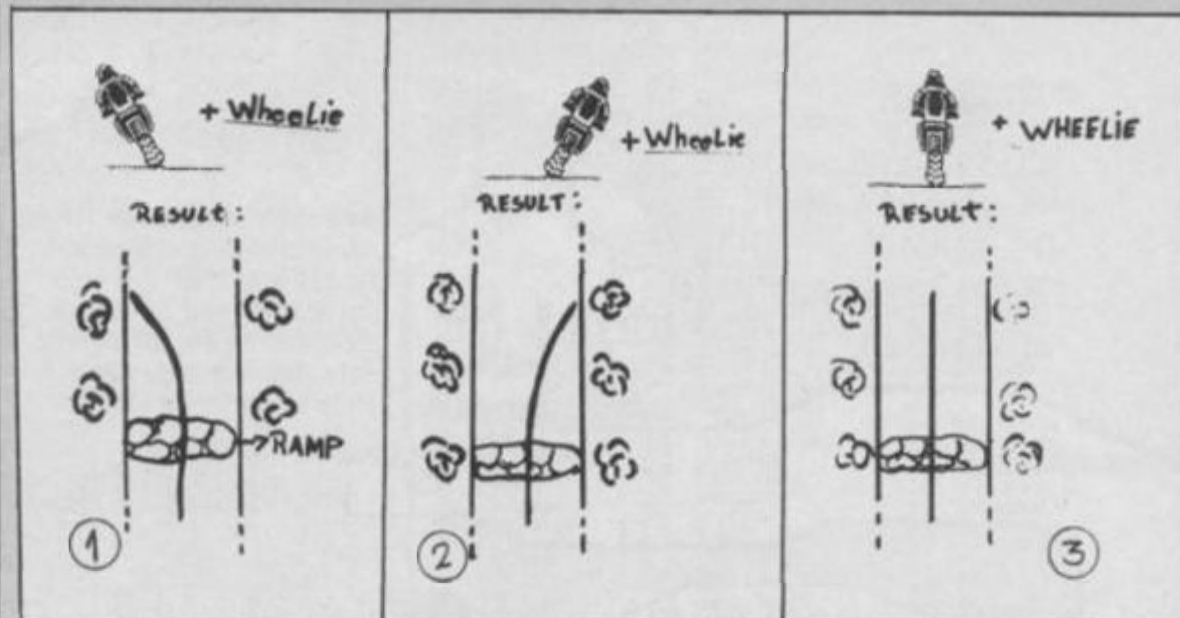 + Wheelie
RESULt :
→RAMP
1
+ Wheelie
RESULt :
2
+ WHEELiE
RESULt :
3